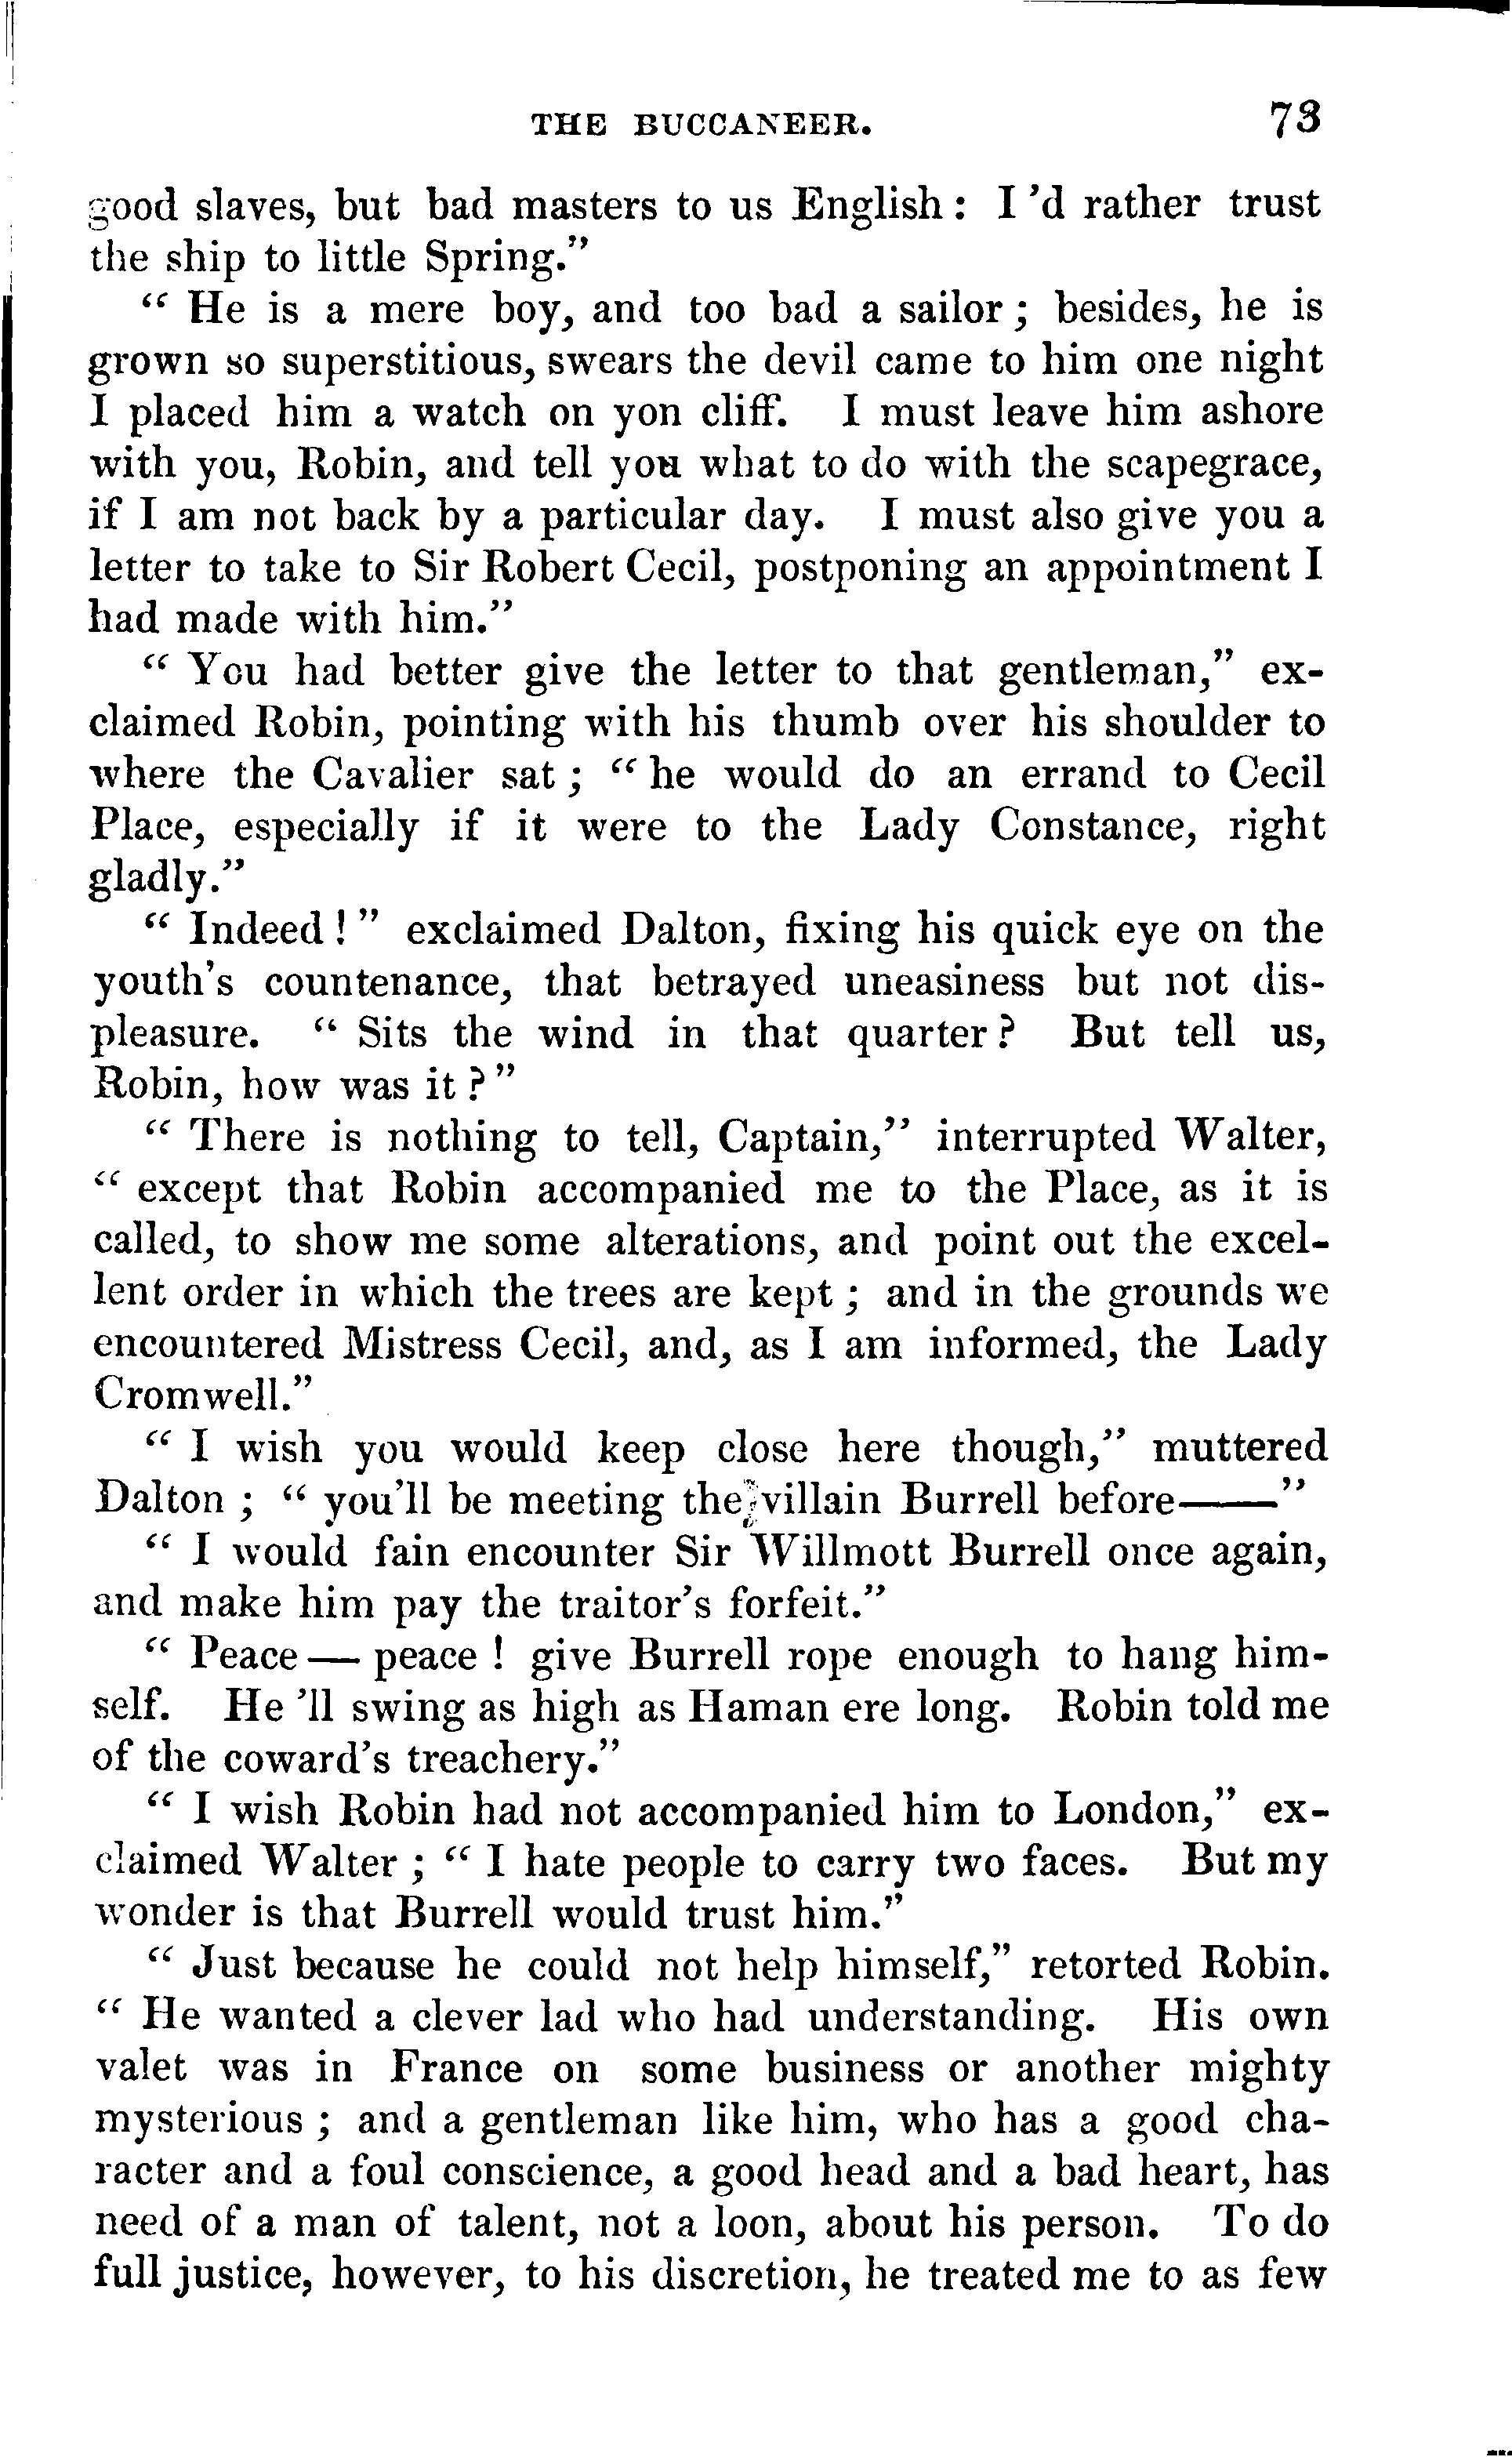 THE BUCCANEER. 73
good slaves, but bad masters to us English : I 'd rather trust
the ship to little Spring.”
“ He is a mere boy, and too bad a sailor ; besides, he is
grown so superstitious, swears the devil came to him one night
I placed him a watch on yon cliff. I must leave him ashore
with you, Robin, and tell you what to do with the scapegrace,
if I am not back by a particular day. I must also give you a
letter to take to Sir Robert Cecil, postponing an appointment I
had made with him.”
“ You had better give the letter to that gentleman,” ex-
claimed Robin, pointing with his thumb over his shoulder to
where the Cavalier sat ; “ he would do an errand to Cecil
Place, especially if it were to the Lady Constance, right
gladly.”
“ Indeed ! ” exclaimed Dalton, fixing his quick eye on the
youth's countenance, that betrayed uneasiness but not dis-
pleasure. “ Sits the wind in that quarter ? But tell us,
Robin, how was it ? ”
“ There is nothing to tell, Captain,” interrupted Walter,
“ except that Robin accompanied me to the Place, as it is
called, to show me some alterations, and point out the excel-
lent order in which the trees are kept ; and in the grounds we
encountered Mistress Cecil, and, as I am informed, the Lady
Cromwell.”
“ I wish you would keep close here though,” muttered
Dalton ; “ you'll be meeting the villain Burrell before——”
“ I would fain encounter Sir Willmott Burrell once again,
and make him pay the traitor's forfeit.”
“ Peace — peace ! give Burrell rope enough to hang him-
self. He 'll swing as high as Haman ere long. Robin told me
of the coward's treachery.”
“ I wish Robin had not accompanied him to London,” ex-
claimed Walter ; “ I hate people to carry two faces. But my
wonder is that Burrell would trust him.”
“ Just because he could not help himself,” retorted Robin.
“ He wanted a clever lad who had understanding. His own
valet was in France on some business or another mighty
mysterious ; and a gentleman like him, who has a good cha-
racter and a foul conscience, a good head and a bad heart, has
need of a man of talent, not a loon, about his person. To do
full justice, however, to his discretion, he treated me to as few